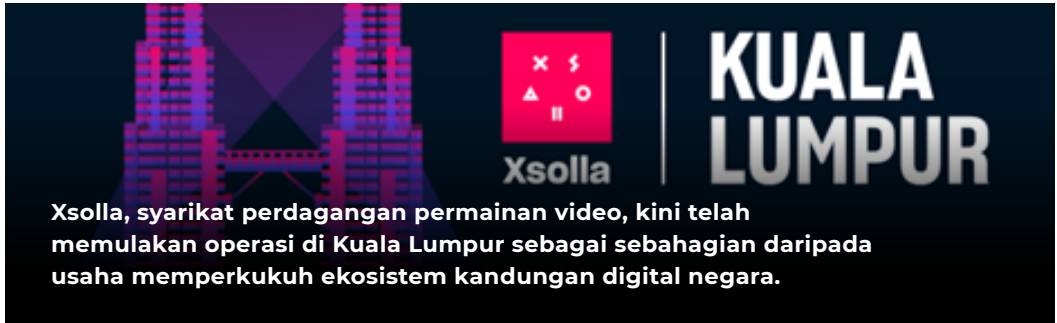 KUALA
LUMPUR
Xsolla
Xsolla, syarikat perdagangan permainan video, kini telah
memulakan operasi di Kuala Lumpur sebagai sebahagian daripada
usaha memperkukuh ekosistem kandungan digital negara.